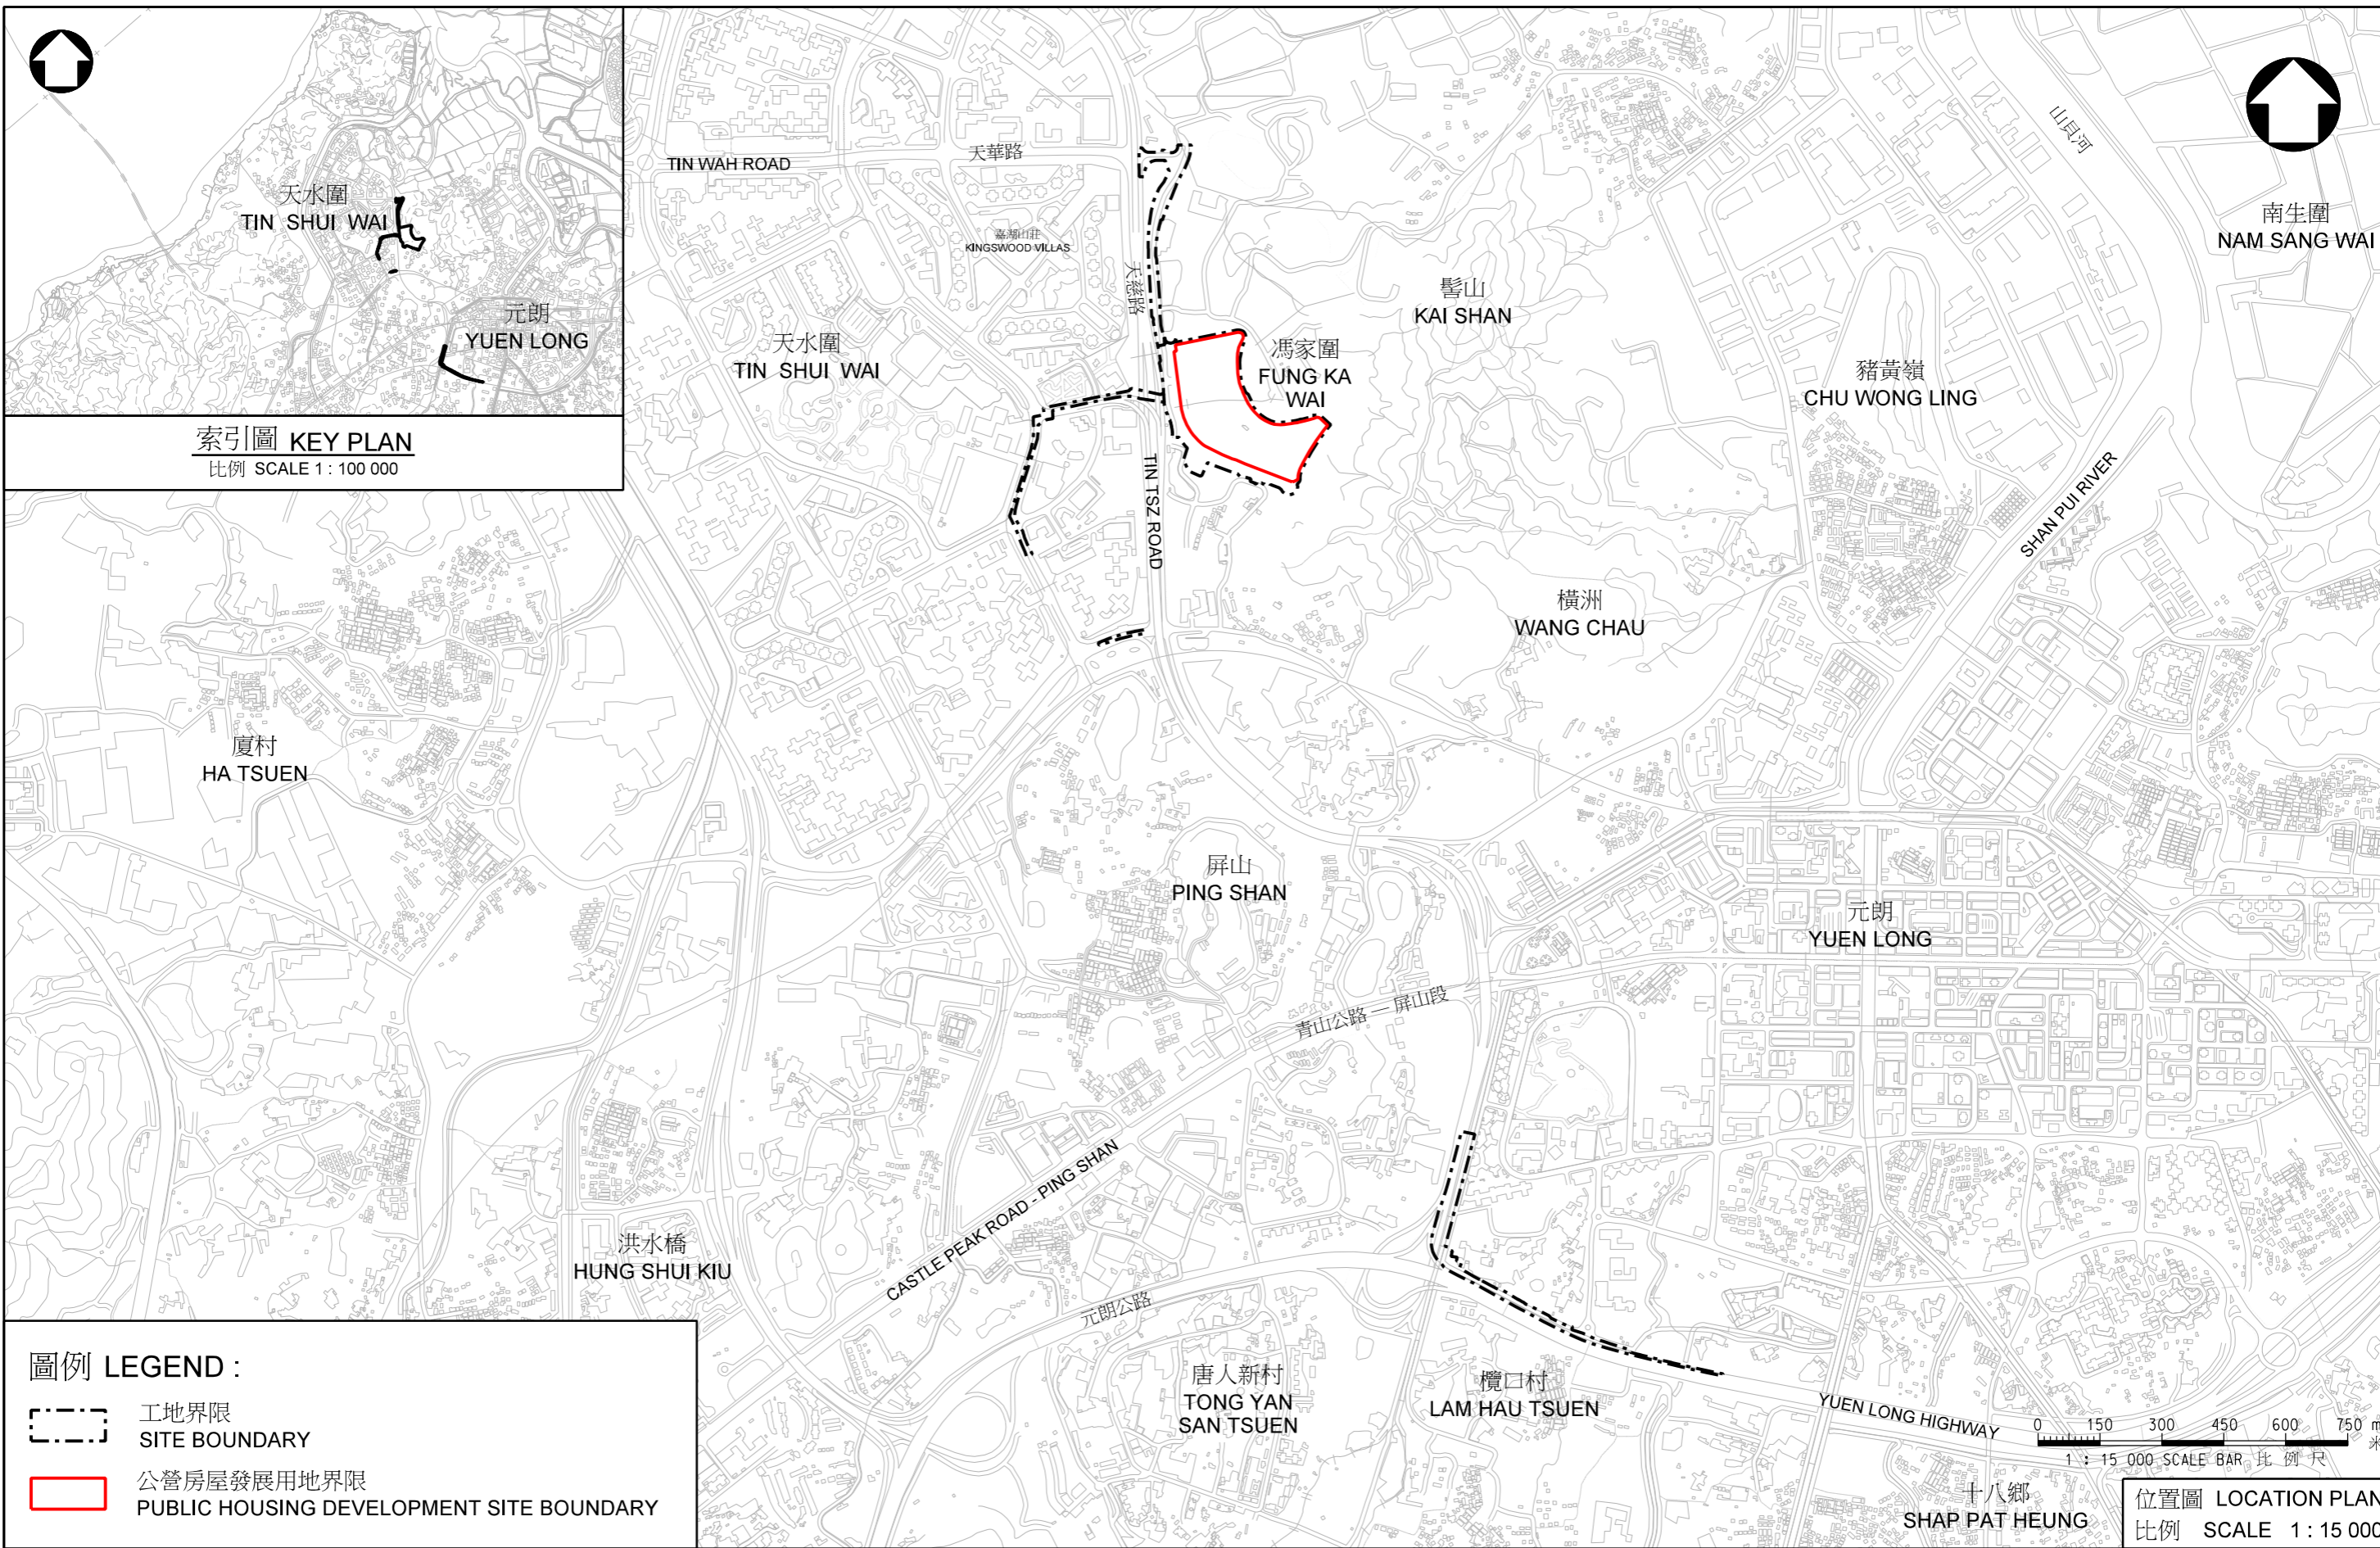 天水圍
TIN SHUI WAI
元朗
YUEN LONG
索引圖 KEY PLAN
比例 SCALE 1 : 100 000
TIN WAH ROAD
天華路
嘉湖山莊
KINGSWOOD VILLAS
天慈路
山貝河
南生圍
NAM SANG WAI
髻山
KAI SHAN
天水圍
TIN SHUI WAI
馮家圍
FUNG KA
WAI
豬黃嶺
CHU WONG LING
TIN TSZ ROAD
SHAN PUI RIVER
橫洲
WANG CHAU
廈村
HA TSUEN
屏山
PING SHAN
元朗
YUEN LONG
青山公路 — 屏山段
CASTLE PEAK ROAD - PING SHAN
洪水橋
HUNG SHUI KIU
元朗公路
唐人新村
TONG YAN
SAN TSUEN
欖口村
LAM HAU TSUEN
YUEN LONG HIGHWAY
十八鄉
SHAP PAT HEUNG
圖例 LEGEND :
工地界限
SITE BOUNDARY
公營房屋發展用地界限
PUBLIC HOUSING DEVELOPMENT SITE BOUNDARY
0 150 300 450 600 750 m
米
1 : 15 000 SCALE BAR 比例尺
位置圖 LOCATION PLAN
比例 SCALE 1 : 15 000